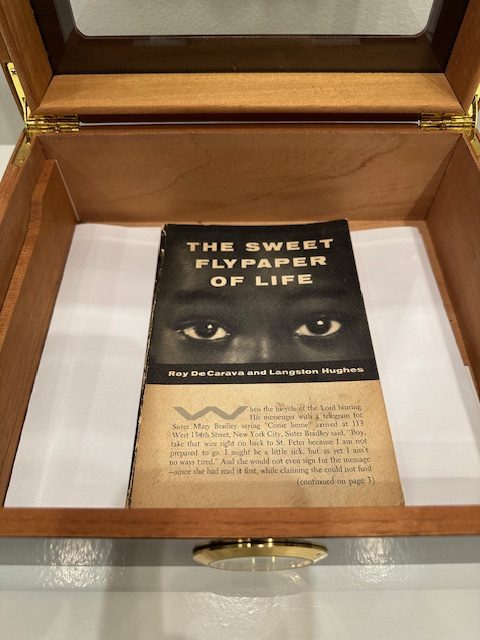 THE SWEET
FLYPAPER
OF LIFE
Roy DeCarava and Langston Hughes
When the bicycle of the Lord bearing
His messenger with a telegram for
Sister Mary Bradley saying "Come home" arrived at 113
West 134th Street, New York City, Sister Bradley said, "Boy,
take that wire right on back to St. Peter because I am not
prepared to go. I might be a little sick, but as yet I ain't
no ways tired." And she would not even sign for the message
—since she had read it first, while claiming she could not find
(continued on page 3)